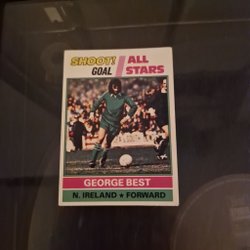 SHOOT! ALL
GOAL STARS
GEORGE BEST
N. IRELAND ★ FORWARD